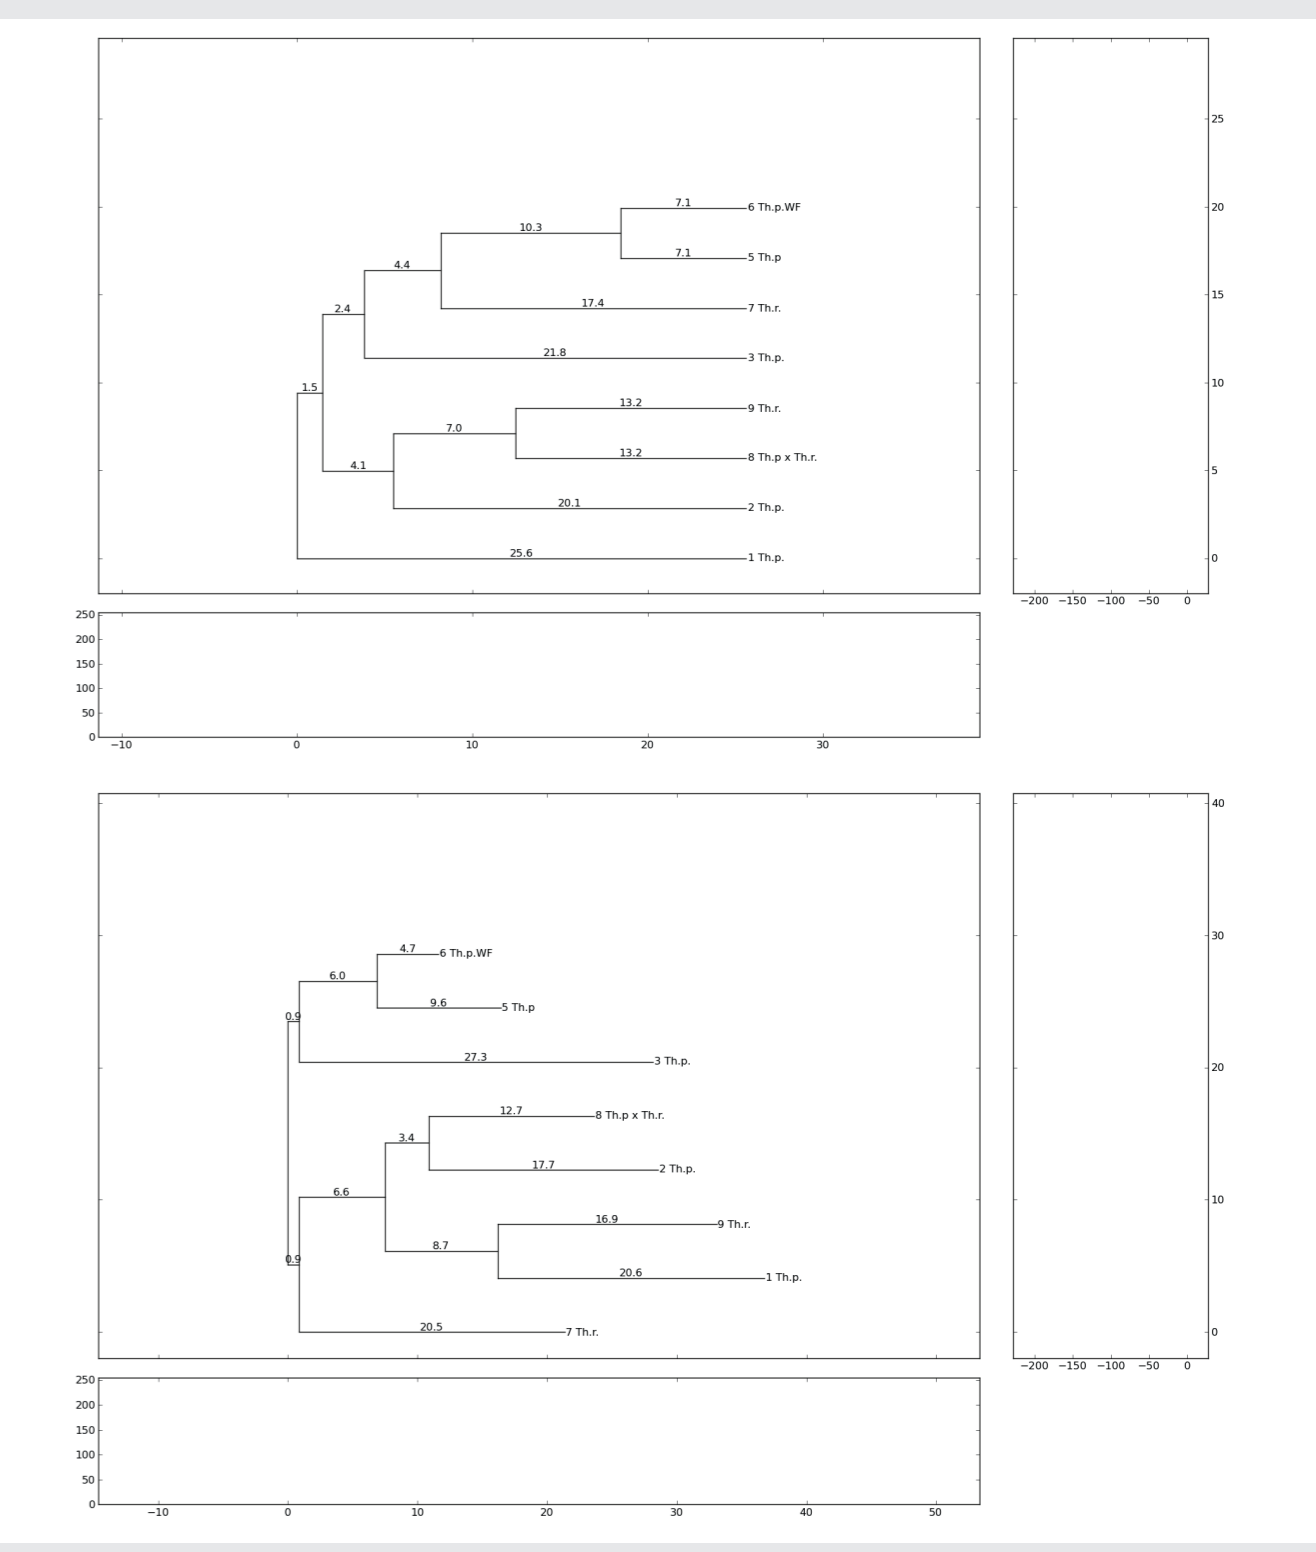 25
7.1
6 Th.p.WF
20
10.3
7.1
5 Th.p
4.4
15
17.4
7 Th.r.
2.4
21.8
3 Th.p.
10
1.5
13.2
9 Th.r.
7.0
13.2
8 Th.p x Th.r.
4.1
5
20.1
2 Th.p.
25.6
1 Th.p.
0
−200 −150 −100 −50 0
250
200
150
100
50
0
−10 0 10 20 30
40
30
4.7
6 Th.p.WF
6.0
9.6
5 Th.p
0.9
20
27.3
3 Th.p.
12.7
8 Th.p x Th.r.
3.4
17.7
2 Th.p.
6.6
10
16.9
9 Th.r.
8.7
0.9
20.6
1 Th.p.
20.5
7 Th.r.
0
−200 −150 −100 −50 0
250
200
150
100
50
0
−10 0 10 20 30 40 50